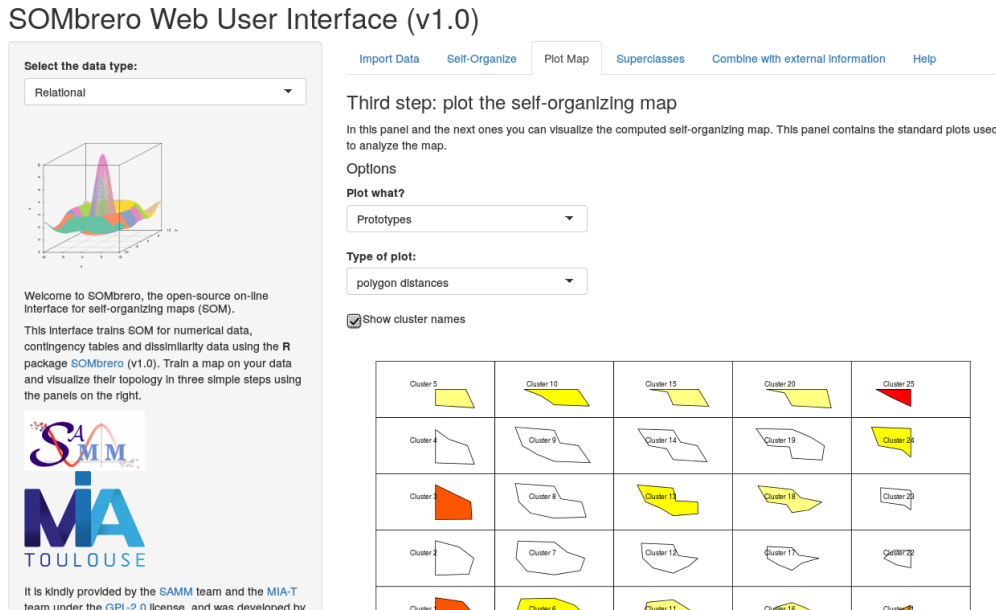 SOMbrero Web User Interface (v1.0)
Select the data type:
Relational
Welcome to SOMbrero, the open-source on-line
interface for self-organizing maps (SOM).
This interface trains SOM for numerical data,
contingency tables and dissimilarity data using the R
package SOMbrero (v1.0). Train a map on your data
and visualize their topology in three simple steps using
the panels on the right.
SAMM
MIA
TOULOUSE
It is kindly provided by the SAMM team and the MIA-T
team under the GPL-2.0 license, and was developed by
Import Data Self-Organize Plot Map Superclasses Combine with external information Help
Third step: plot the self-organizing map
In this panel and the next ones you can visualize the computed self-organizing map. This panel contains the standard plots used
to analyze the map.
Options
Plot what?
Prototypes
Type of plot:
polygon distances
Show cluster names
Cluster 5 Cluster 10 Cluster 15 Cluster 20 Cluster 25
Cluster 4 Cluster 9 Cluster 14 Cluster 19 Cluster 24
Cluster 3 Cluster 8 Cluster 13 Cluster 18 Cluster 23
Cluster 2 Cluster 7 Cluster 12 Cluster 17 Cluster 22
Cluster 1 Cluster 6 Cluster 11 Cluster 16 Cluster 21